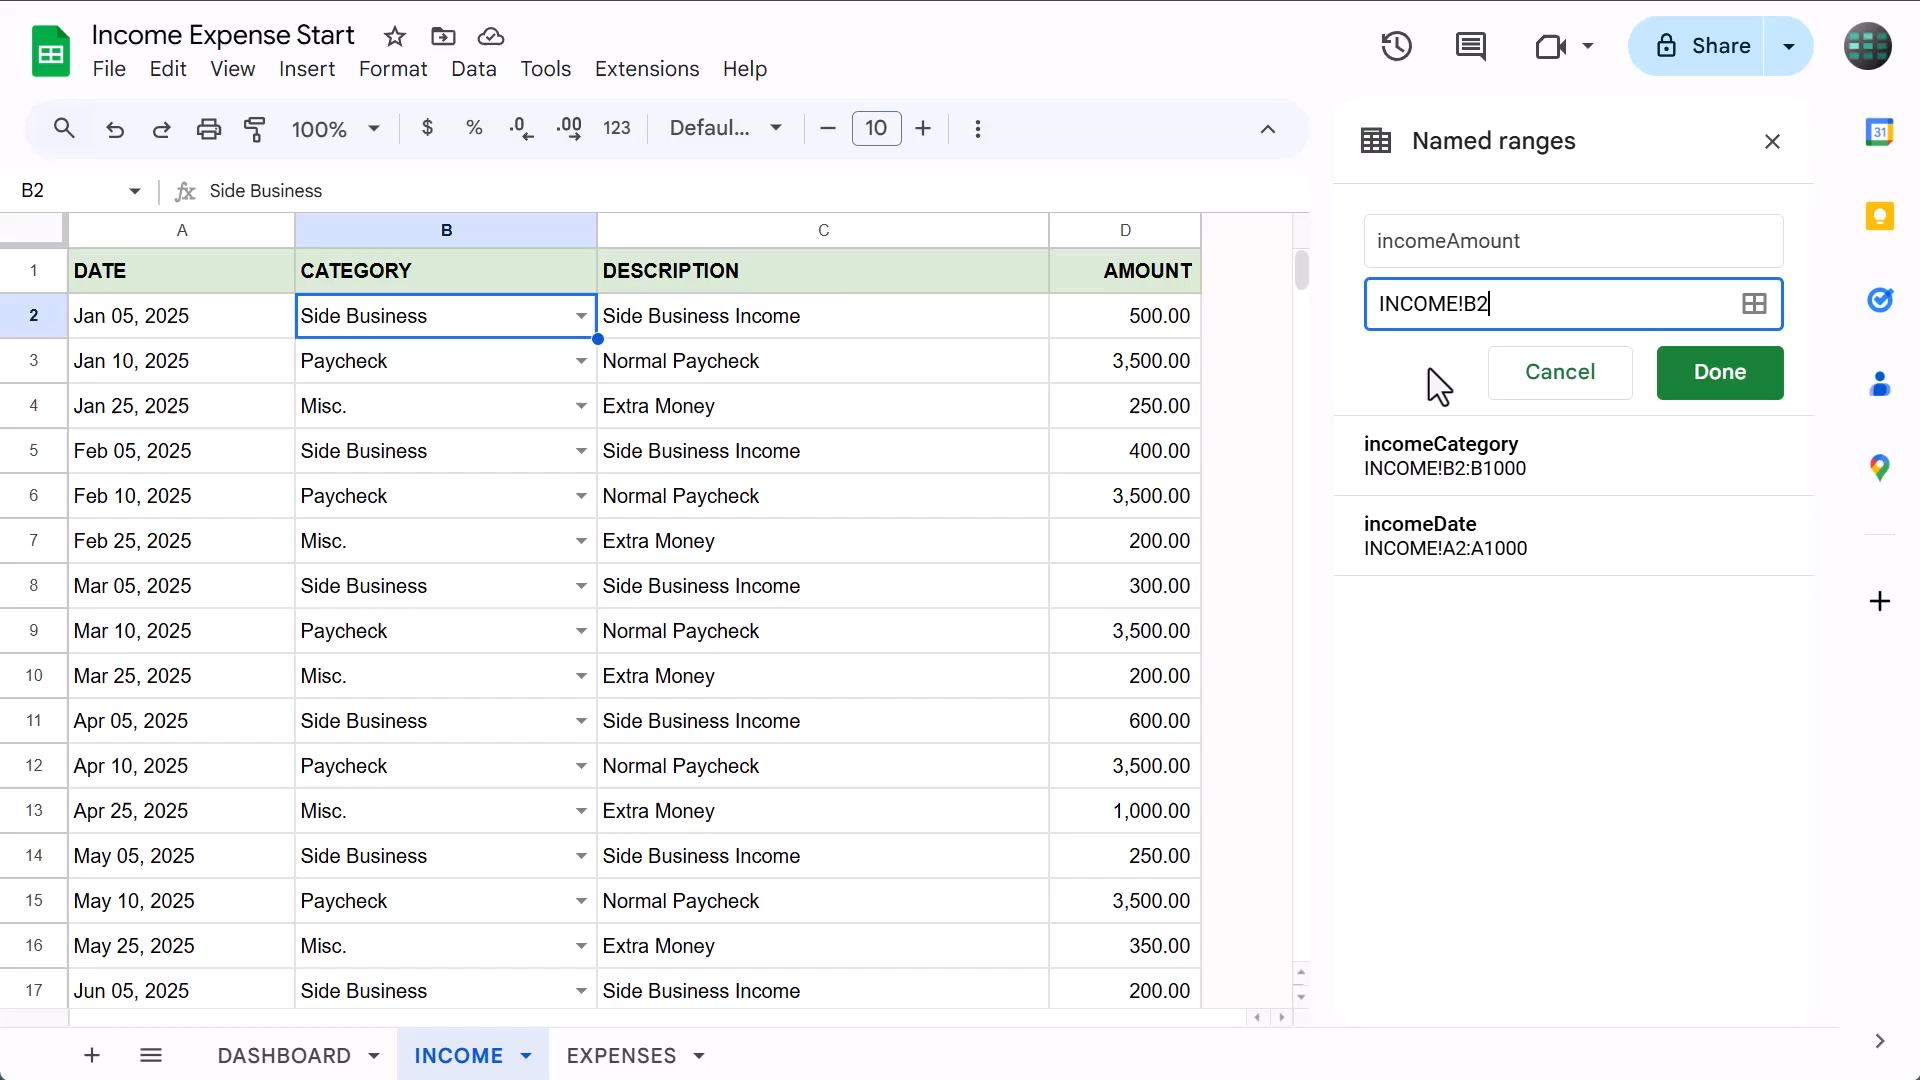 Income Expense Start
File Edit View Insert Format Data Tools Extensions Help
Share
100% $ % .0 .00 123 Defaul... 10
B2 fx Side Business
Named ranges
incomeAmount
INCOME!B2
Cancel Done
incomeCategory
INCOME!B2:B1000
incomeDate
INCOME!A2:A1000
31
A B C D
1 DATE CATEGORY DESCRIPTION AMOUNT
2 Jan 05, 2025 Side Business Side Business Income 500.00
3 Jan 10, 2025 Paycheck Normal Paycheck 3,500.00
4 Jan 25, 2025 Misc. Extra Money 250.00
5 Feb 05, 2025 Side Business Side Business Income 400.00
6 Feb 10, 2025 Paycheck Normal Paycheck 3,500.00
7 Feb 25, 2025 Misc. Extra Money 200.00
8 Mar 05, 2025 Side Business Side Business Income 300.00
9 Mar 10, 2025 Paycheck Normal Paycheck 3,500.00
10 Mar 25, 2025 Misc. Extra Money 200.00
11 Apr 05, 2025 Side Business Side Business Income 600.00
12 Apr 10, 2025 Paycheck Normal Paycheck 3,500.00
13 Apr 25, 2025 Misc. Extra Money 1,000.00
14 May 05, 2025 Side Business Side Business Income 250.00
15 May 10, 2025 Paycheck Normal Paycheck 3,500.00
16 May 25, 2025 Misc. Extra Money 350.00
17 Jun 05, 2025 Side Business Side Business Income 200.00
DASHBOARD INCOME EXPENSES